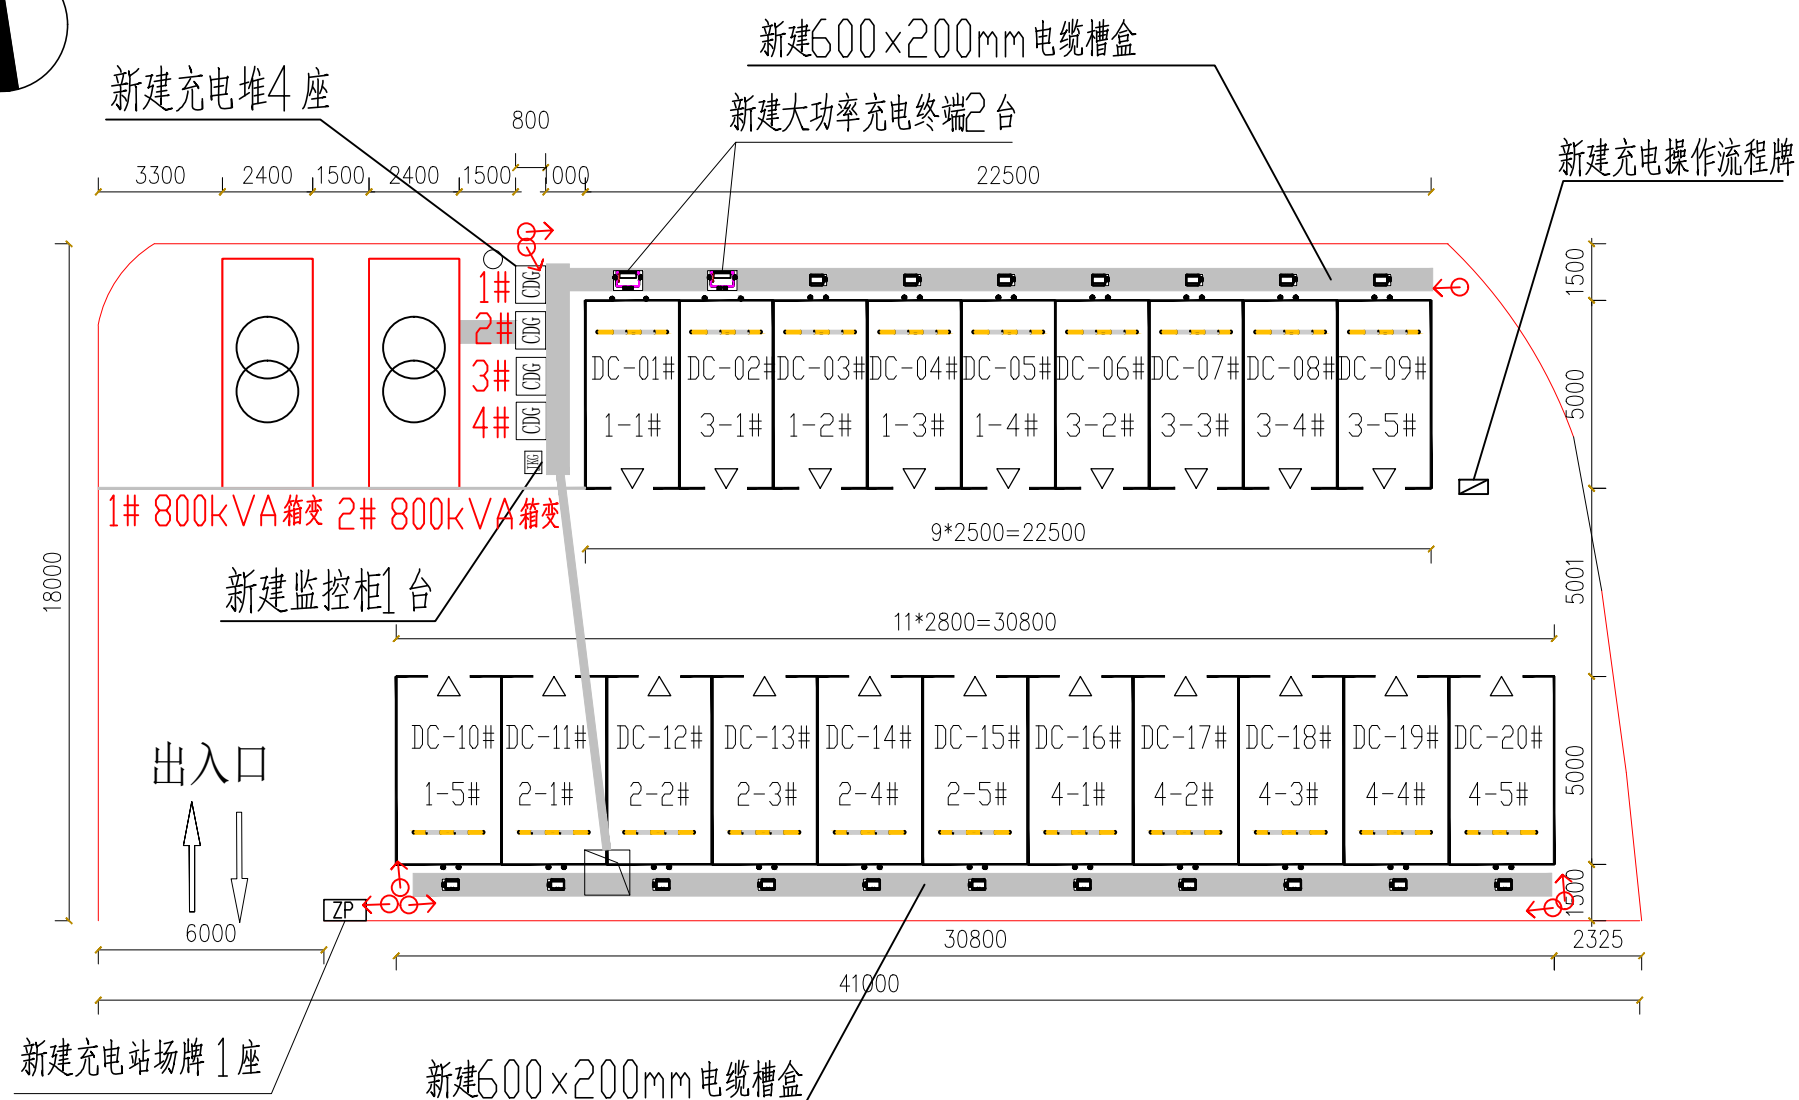 新建600×200mm电缆槽盒
新建充电堆4座
新建大功率充电终端2台
800
新建充电操作流程牌
3300 2400 1500 2400 1500 1000 22500
1# CDG
2# CDG
3# CDG
4# CDG
TKG
1500
DC-01# DC-02# DC-03# DC-04# DC-05# DC-06# DC-07# DC-08# DC-09#
5000
1-1# 3-1# 1-2# 1-3# 1-4# 3-2# 3-3# 3-4# 3-5#
1# 800kVA箱变 2# 800kVA箱变
9*2500=22500
18000
5001
新建监控柜1台
11*2800=30800
DC-10# DC-11# DC-12# DC-13# DC-14# DC-15# DC-16# DC-17# DC-18# DC-19# DC-20#
出入口
5000
1-5# 2-1# 2-2# 2-3# 2-4# 2-5# 4-1# 4-2# 4-3# 4-4# 4-5#
1500
ZP
6000 30800 2325
41000
新建充电站场牌1座
新建600×200mm电缆槽盒